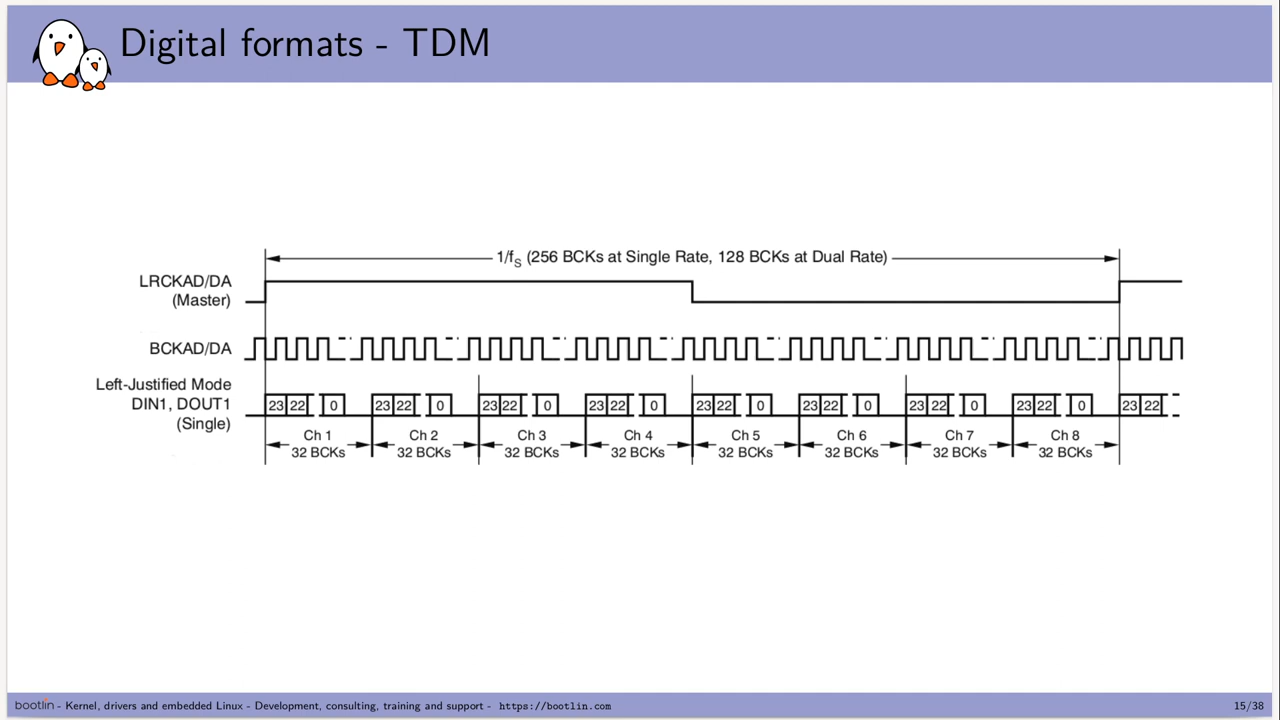 Digital formats - TDM
1/fS (256 BCKs at Single Rate, 128 BCKs at Dual Rate)
LRCKAD/DA
(Master)
BCKAD/DA
Left-Justified Mode
DIN1, DOUT1
(Single)
23 22 0 23 22 0 23 22 0 23 22 0 23 22 0 23 22 0 23 22 0 23 22 0 23 22
Ch 1 Ch 2 Ch 3 Ch 4 Ch 5 Ch 6 Ch 7 Ch 8
32 BCKs 32 BCKs 32 BCKs 32 BCKs 32 BCKs 32 BCKs 32 BCKs 32 BCKs
bootlin - Kernel, drivers and embedded Linux - Development, consulting, training and support - https://bootlin.com 15/38